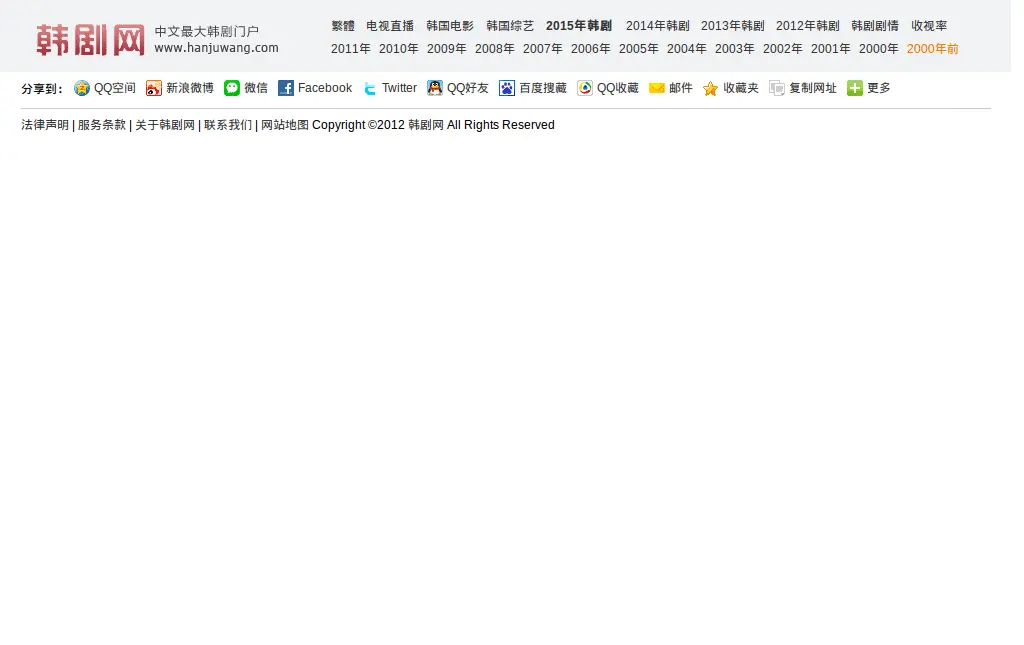 韩剧网 中文最大韩剧门户
www.hanjuwang.com
繁體 电视直播 韩国电影 韩国综艺 2015年韩剧 2014年韩剧 2013年韩剧 2012年韩剧 韩剧剧情 收视率
2011年 2010年 2009年 2008年 2007年 2006年 2005年 2004年 2003年 2002年 2001年 2000年 2000年前
分享到: QQ空间 新浪微博 微信 Facebook Twitter QQ好友 百度搜藏 QQ收藏 邮件 收藏夹 复制网址 更多
法律声明 | 服务条款 | 关于韩剧网 | 联系我们 | 网站地图 Copyright ©2012 韩剧网 All Rights Reserved